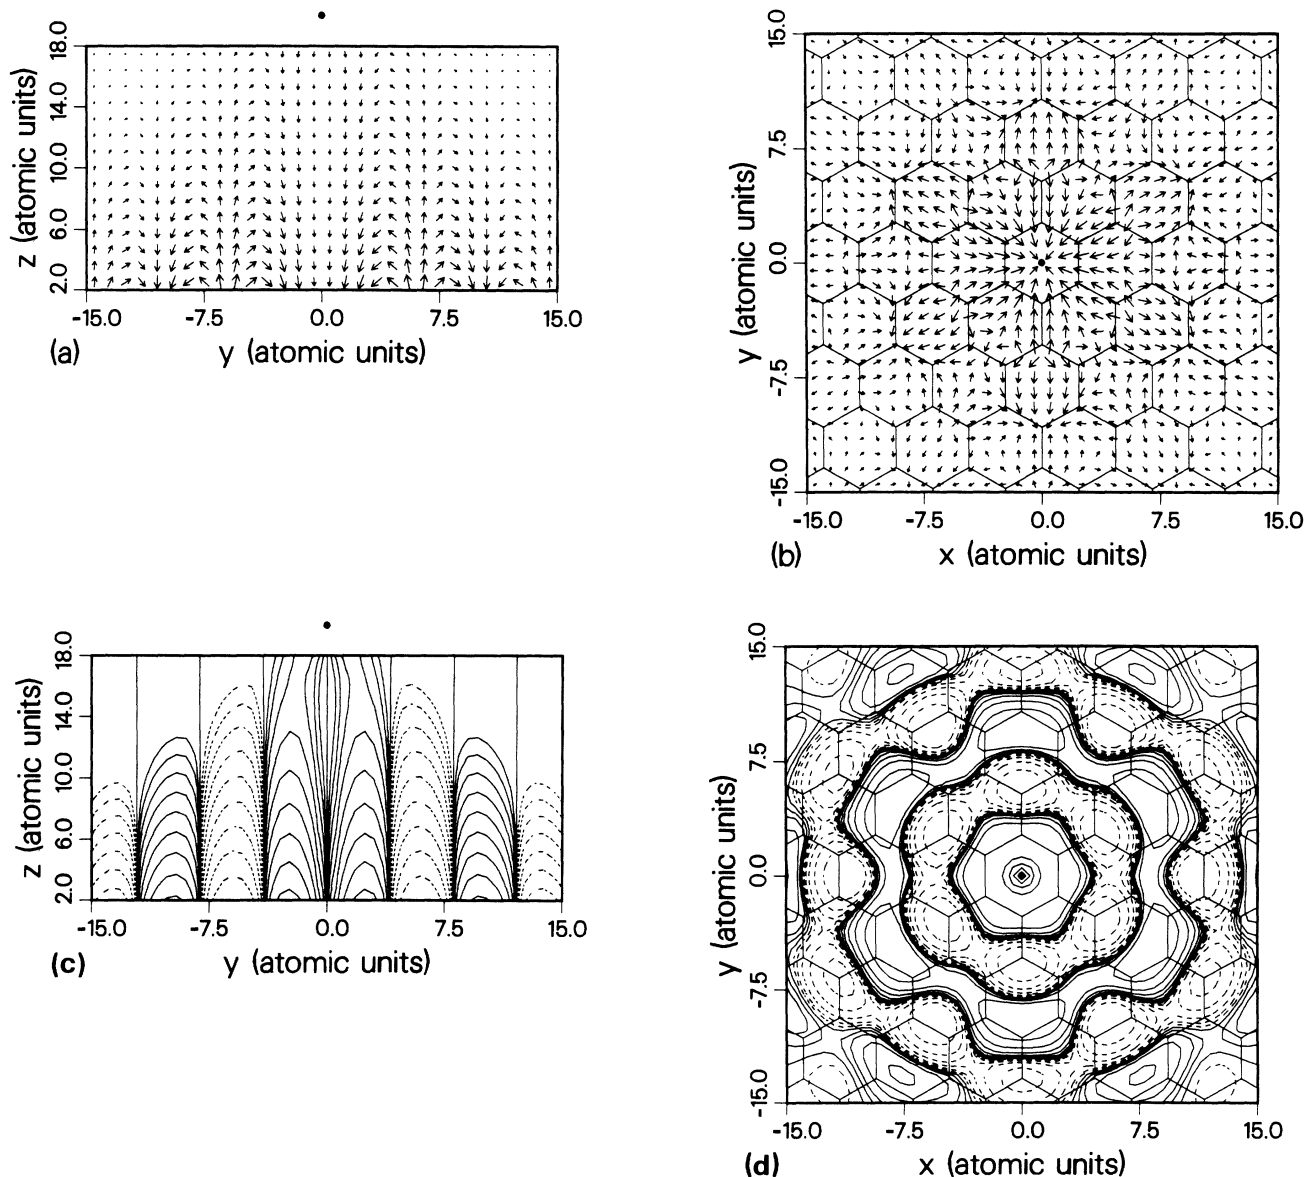 18.0
14.0
10.0
6.0
2.0
z (atomic units)
-15.0 -7.5 0.0 7.5 15.0
(a) y (atomic units)
15.0
7.5
0.0
-7.5
-15.0
y (atomic units)
-15.0 -7.5 0.0 7.5 15.0
(b) x (atomic units)
18.0
14.0
10.0
6.0
2.0
z (atomic units)
-15.0 -7.5 0.0 7.5 15.0
(c) y (atomic units)
15.0
7.5
0.0
-7.5
-15.0
y (atomic units)
-15.0 -7.5 0.0 7.5 15.0
(d) x (atomic units)